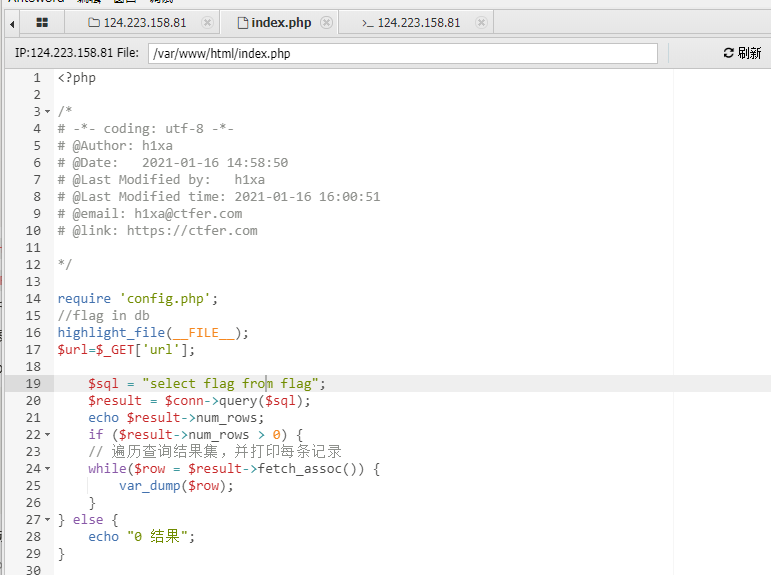 124.223.158.81 index.php >_ 124.223.158.81
IP:124.223.158.81 File: /var/www/html/index.php 刷新
1 <?php
2
3 /*
4 # -*- coding: utf-8 -*-
5 # @Author: h1xa
6 # @Date:   2021-01-16 14:58:50
7 # @Last Modified by:   h1xa
8 # @Last Modified time: 2021-01-16 16:00:51
9 # @email: h1xa@ctfer.com
10 # @link: https://ctfer.com
11
12 */
13
14 require 'config.php';
15 //flag in db
16 highlight_file(__FILE__);
17 $url=$_GET['url'];
18
19     $sql = "select flag from flag";
20     $result = $conn->query($sql);
21     echo $result->num_rows;
22     if ($result->num_rows > 0) {
23     // 遍历查询结果集，并打印每条记录
24     while($row = $result->fetch_assoc()) {
25         var_dump($row);
26     }
27 } else {
28     echo "0 结果";
29 }
30